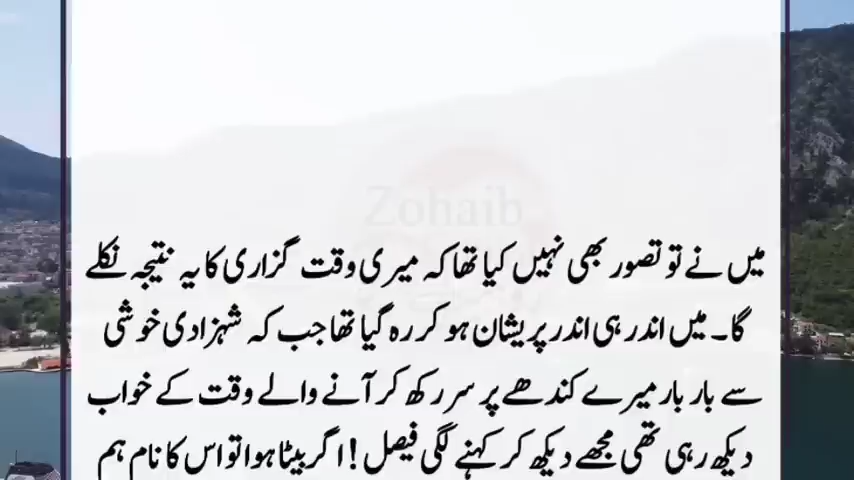 Zohaib
میں نے تو تصور بھی نہیں کیا تھا کہ میری وقت گزاری کا یہ نتیجہ نکلے
گا۔ میں اندر ہی اندر پریشان ہو کر رہ گیا تھا جب کہ شہزادی خوشی
سے بار بار میرے کندھے پر سر رکھ کر آنے والے وقت کے خواب
دیکھ رہی تھی مجھے دیکھ کر کہنے لگی فیصل ! اگر بیٹا ہوا تو اس کا نام ہم